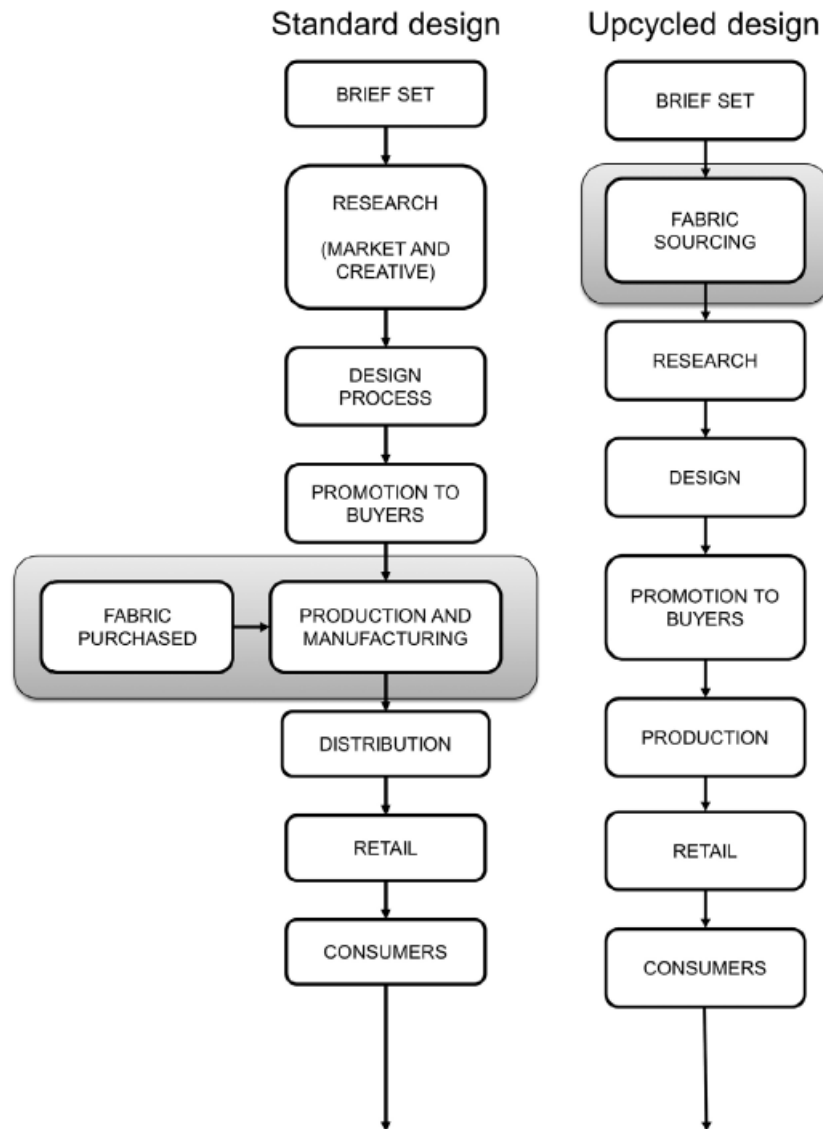 Standard design
BRIEF SET
RESEARCH
(MARKET AND
CREATIVE)
DESIGN
PROCESS
PROMOTION TO
BUYERS
FABRIC
PURCHASED
PRODUCTION AND
MANUFACTURING
DISTRIBUTION
RETAIL
CONSUMERS
Upcycled design
BRIEF SET
FABRIC
SOURCING
RESEARCH
DESIGN
PROMOTION TO
BUYERS
PRODUCTION
RETAIL
CONSUMERS